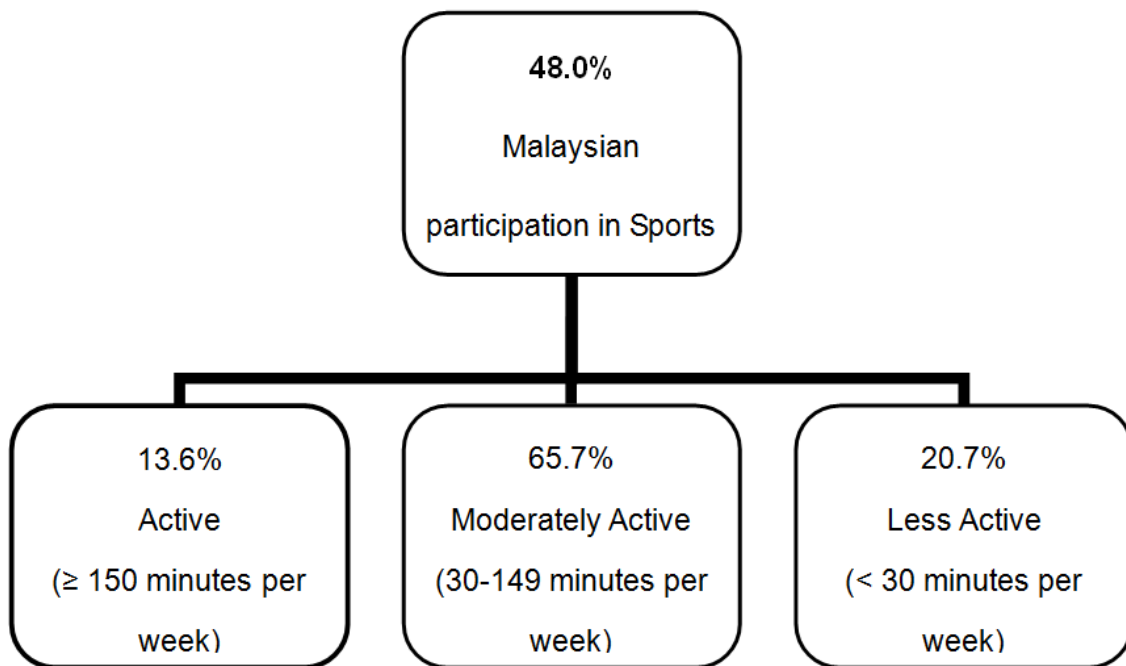 48.0%
Malaysian
participation in Sports
13.6%
Active
(≥ 150 minutes per
week)
65.7%
Moderately Active
(30-149 minutes per
week)
20.7%
Less Active
(< 30 minutes per
week)